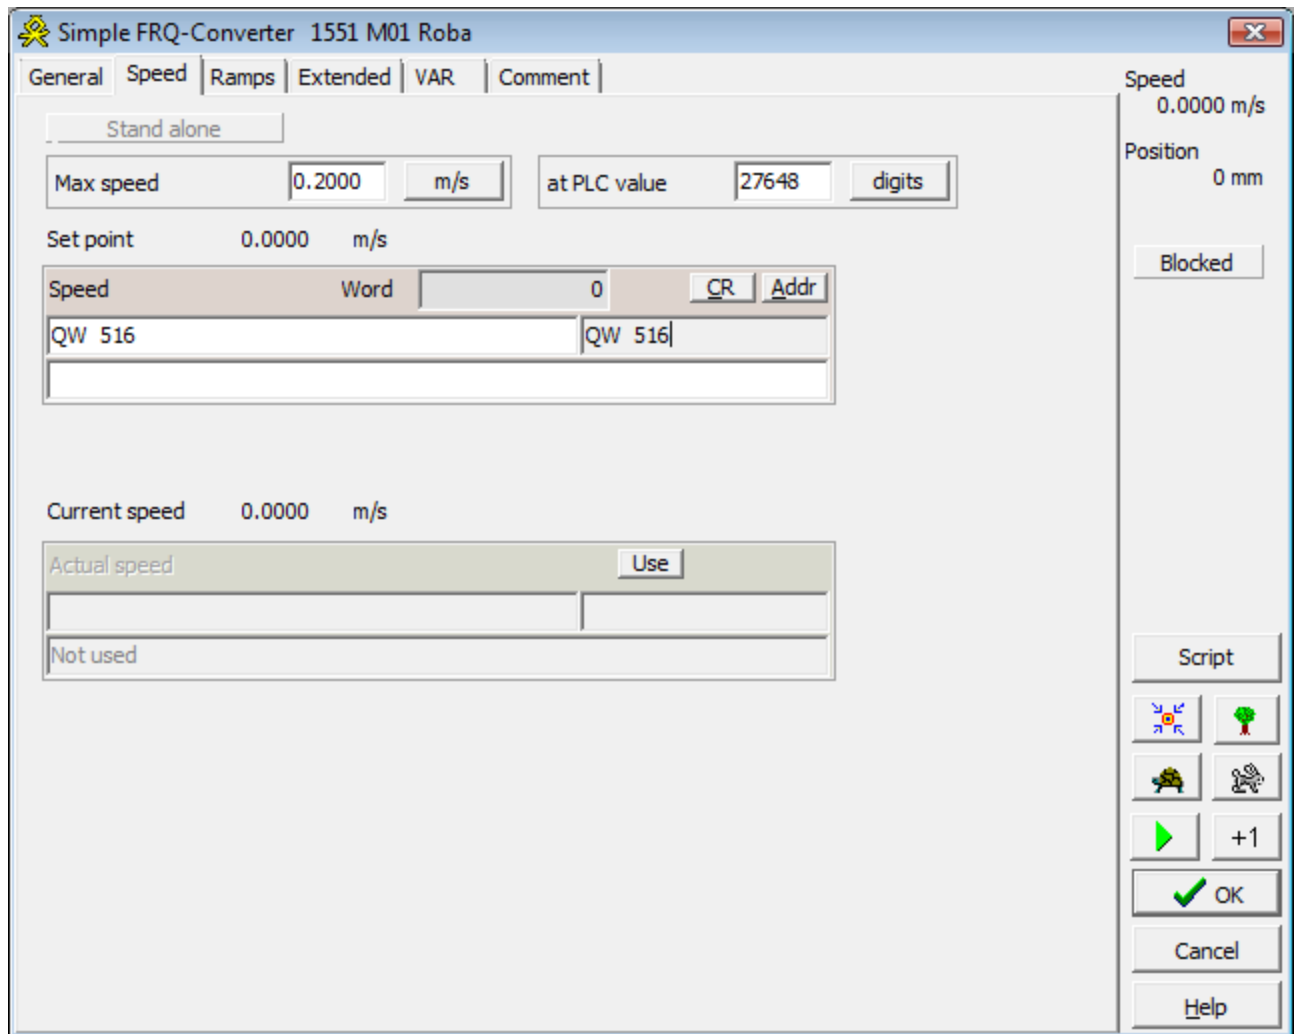 Simple FRQ-Converter 1551 M01 Roba
General Speed Ramps Extended VAR Comment
Stand alone
Max speed 0.2000 m/s at PLC value 27648 digits
Set point 0.0000 m/s
Speed Word 0 CR Addr
QW 516 QW 516
Current speed 0.0000 m/s
Actual speed Use
Not used
Speed
0.0000 m/s
Position
0 mm
Blocked
Script
+1
OK
Cancel
Help